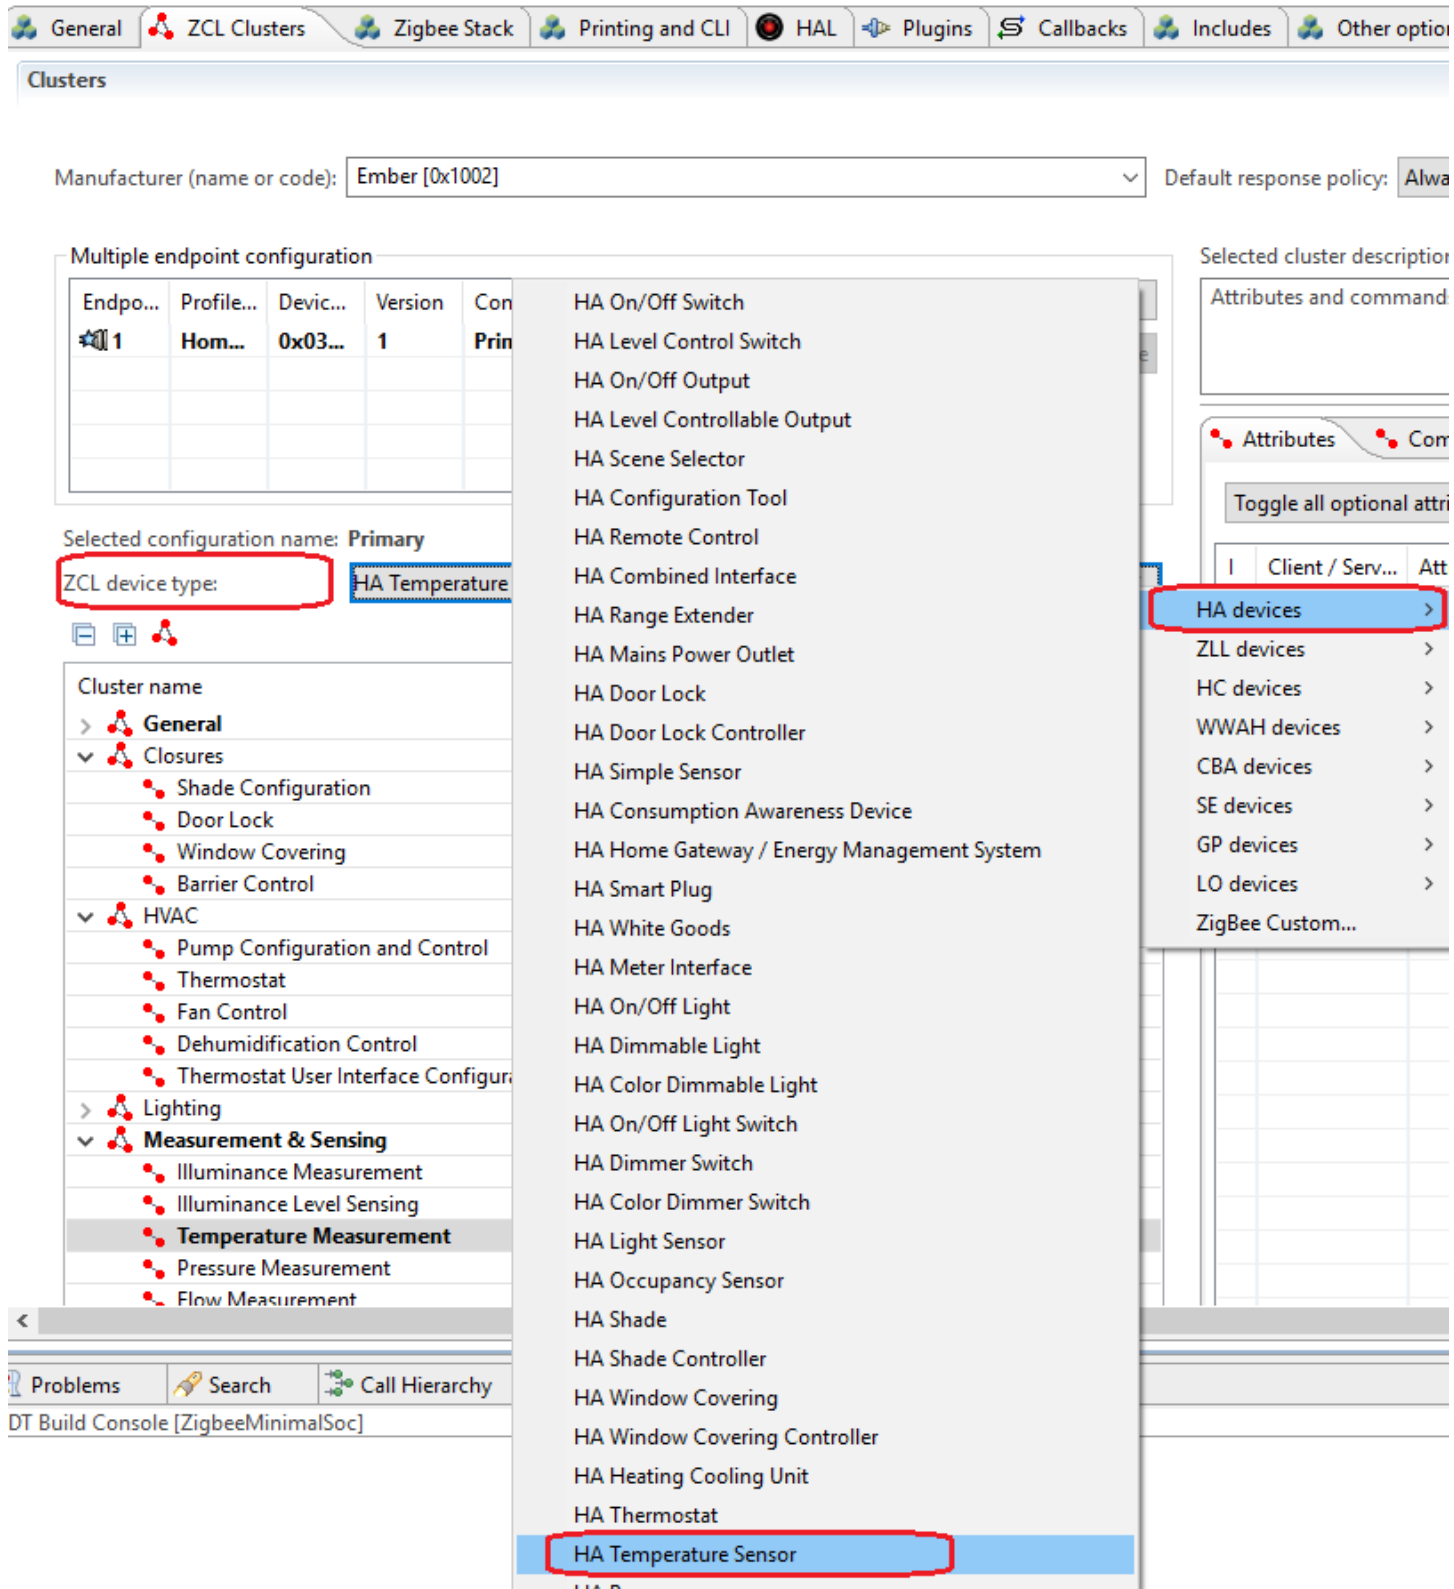 General ZCL Clusters Zigbee Stack Printing and CLI HAL Plugins Callbacks Includes Other
Clusters
Manufacturer (name or code): Ember [0x1002] Default response policy:
Multiple endpoint configuration
Endpo... Profile... Devic... Version
1 Hom... 0x03... 1
Selected configuration name: Primary
ZCL device type: HA Temperature
Cluster name
General
Closures
Shade Configuration
Door Lock
Window Covering
Barrier Control
HVAC
Pump Configuration and Control
Thermostat
Fan Control
Dehumidification Control
Thermostat User Interface
Lighting
Measurement & Sensing
Illuminance Measurement
Illuminance Level Sensing
Temperature Measurement
Pressure Measurement
Flow Measurement
HA On/Off Switch
HA Level Control Switch
HA On/Off Output
HA Level Controllable Output
HA Scene Selector
HA Configuration Tool
HA Remote Control
HA Combined Interface
HA Range Extender
HA Mains Power Outlet
HA Door Lock
HA Door Lock Controller
HA Simple Sensor
HA Consumption Awareness Device
HA Home Gateway / Energy Management System
HA Smart Plug
HA White Goods
HA Meter Interface
HA On/Off Light
HA Dimmable Light
HA Color Dimmable Light
HA On/Off Light Switch
HA Dimmer Switch
HA Color Dimmer Switch
HA Light Sensor
HA Occupancy Sensor
HA Shade
HA Shade Controller
HA Window Covering
HA Window Covering Controller
HA Heating Cooling Unit
HA Thermostat
HA Temperature Sensor
Selected cluster
Attributes and
Attributes
Toggle all optional
Client / Serv...
HA devices
ZLL devices
HC devices
WWAH devices
CBA devices
SE devices
GP devices
LO devices
ZigBee Custom...
Problems Search Call Hierarchy
DT Build Console [ZigbeeMinimalSoc]